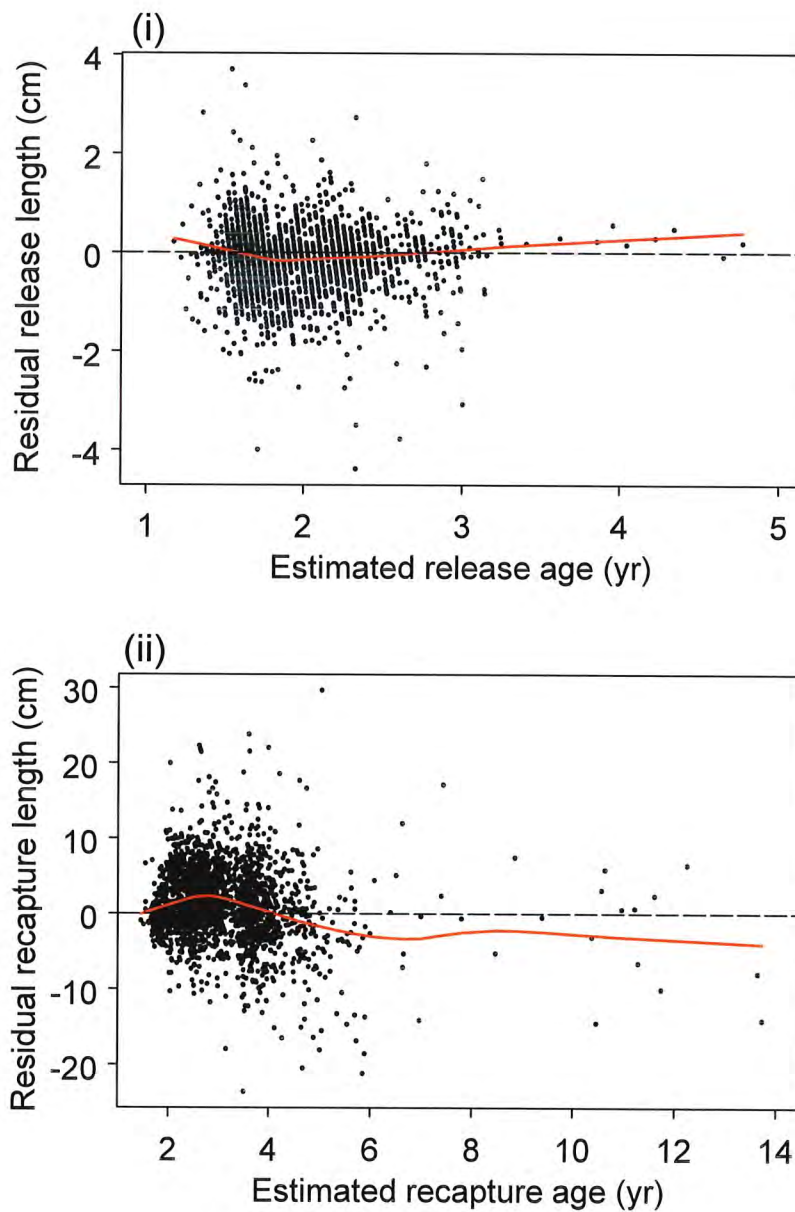 (i)
4
2
0
-2
-4
Residual release length (cm)
1 2 3 4 5
Estimated release age (yr)
(ii)
30
20
10
0
-10
-20
Residual recapture length (cm)
2 4 6 8 10 12 14
Estimated recapture age (yr)